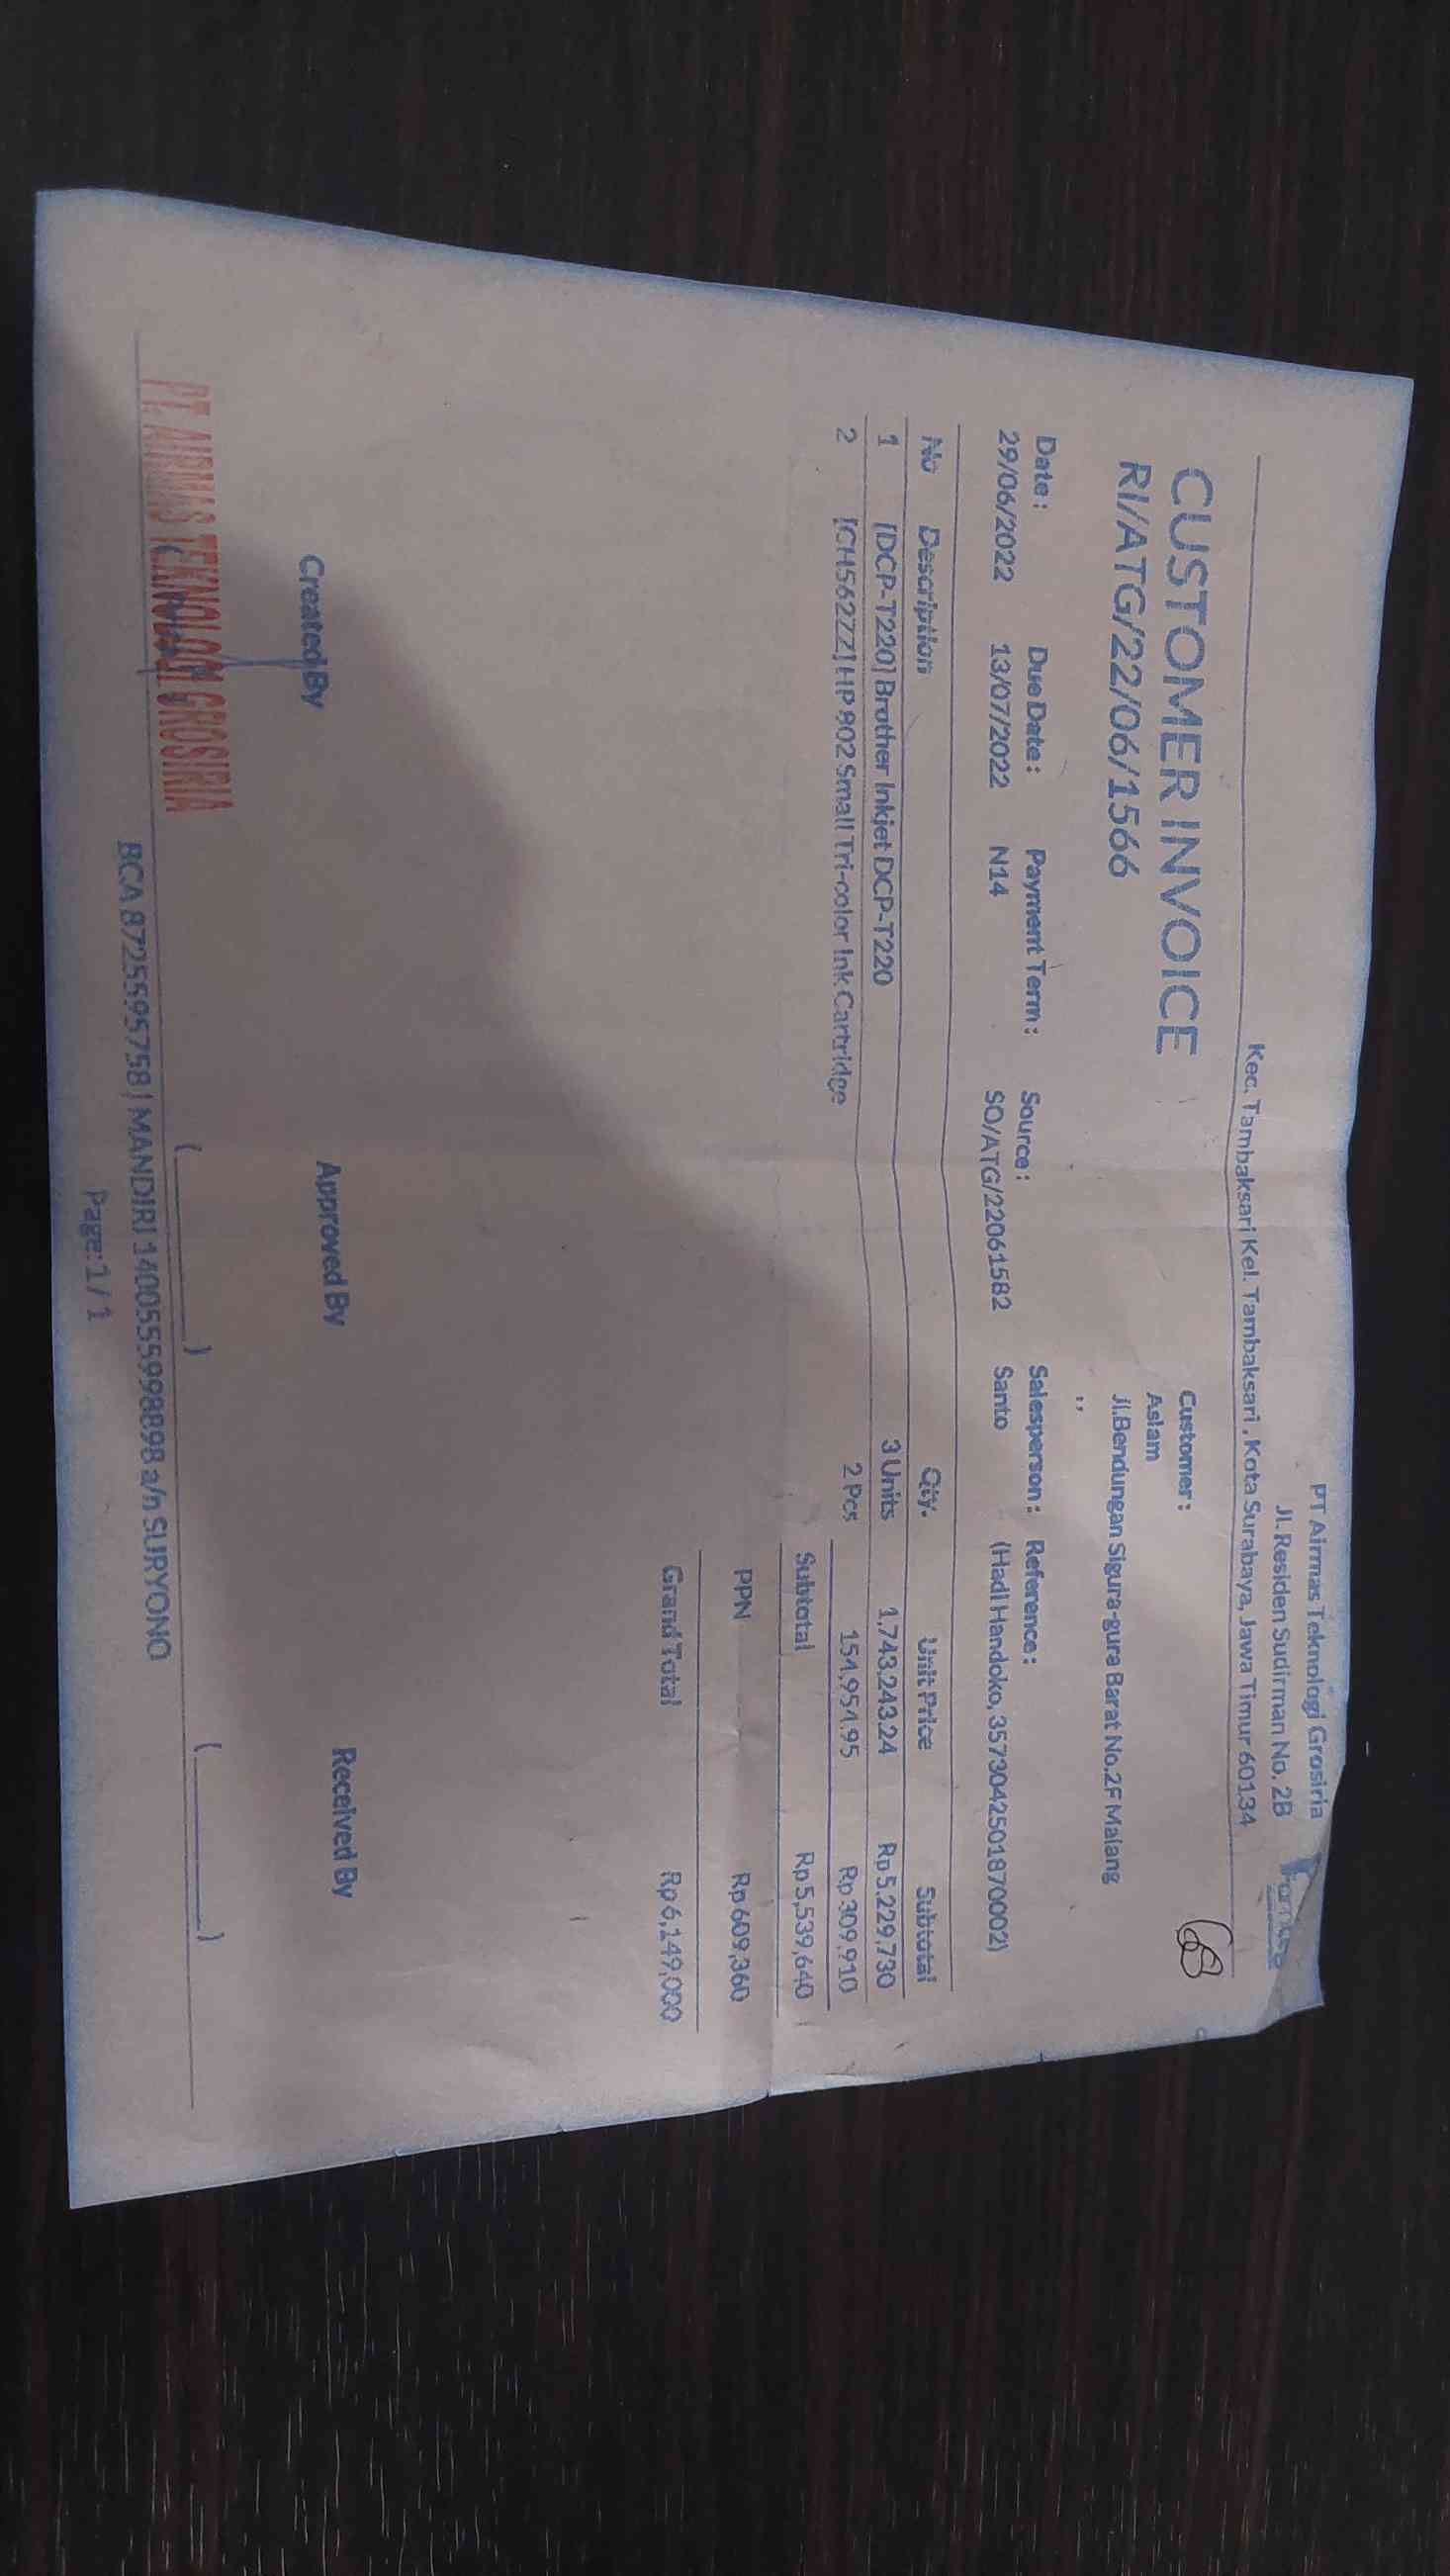 PT Airmas Teknologi Grosiria
Jl. Residen Sudirman No. 2B
Kec. Tambaksari Kel. Tambaksari , Kota Surabaya, Jawa Timur 60134
CUSTOMER INVOICE
RI/ATG/22/06/1566
Customer :
Aslam
Jl.Bendungan Sigura-gura Barat No.2F Malang
, ,
Date : Due Date : Payment Term : Source : Salesperson : Reference :
29/06/2022 13/07/2022 N14 SO/ATG/22061582 Santo (Hadi Handoko, 3573042501870002)
No Description Qty. Unit Price Subtotal
1 [DCP-T220] Brother Inkjet DCP-T220 3 Units 1,743,243.24 Rp 5,229,730
2 [CH562ZZ] HP 802 Small Tri-color Ink Cartridge 2 Pcs 154,954.95 Rp 309,910
Subtotal Rp 5,539,640
PPN Rp 609,360
Grand Total Rp 6,149,000
Created By Approved By Received By
PT. AIRMAS TEKNOLOGI GROSIRIA
(________) (________)
BCA 8725595758 | MANDIRI 1400555998898 a/n SURYONO
Page: 1 / 1